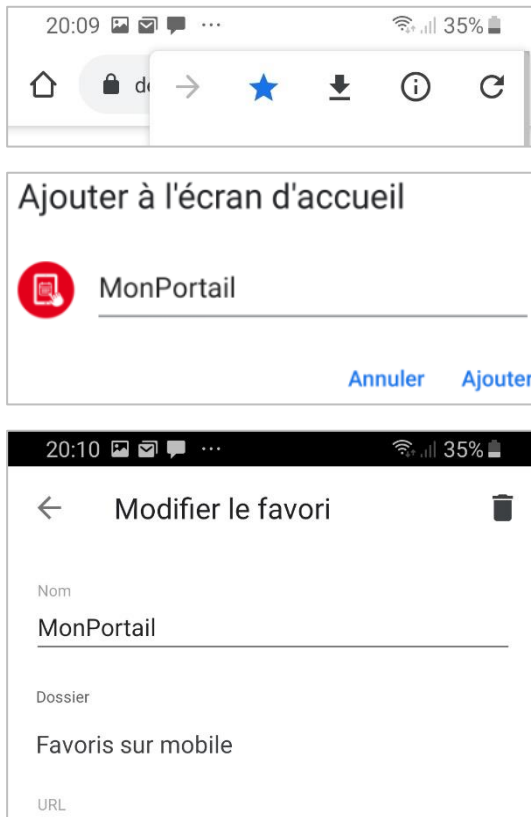 20:09 ... 35%
de
Ajouter à l'écran d'accueil
MonPortail
Annuler Ajouter
20:10 ... 35%
Modifier le favori
Nom
MonPortail
Dossier
Favoris sur mobile
URL